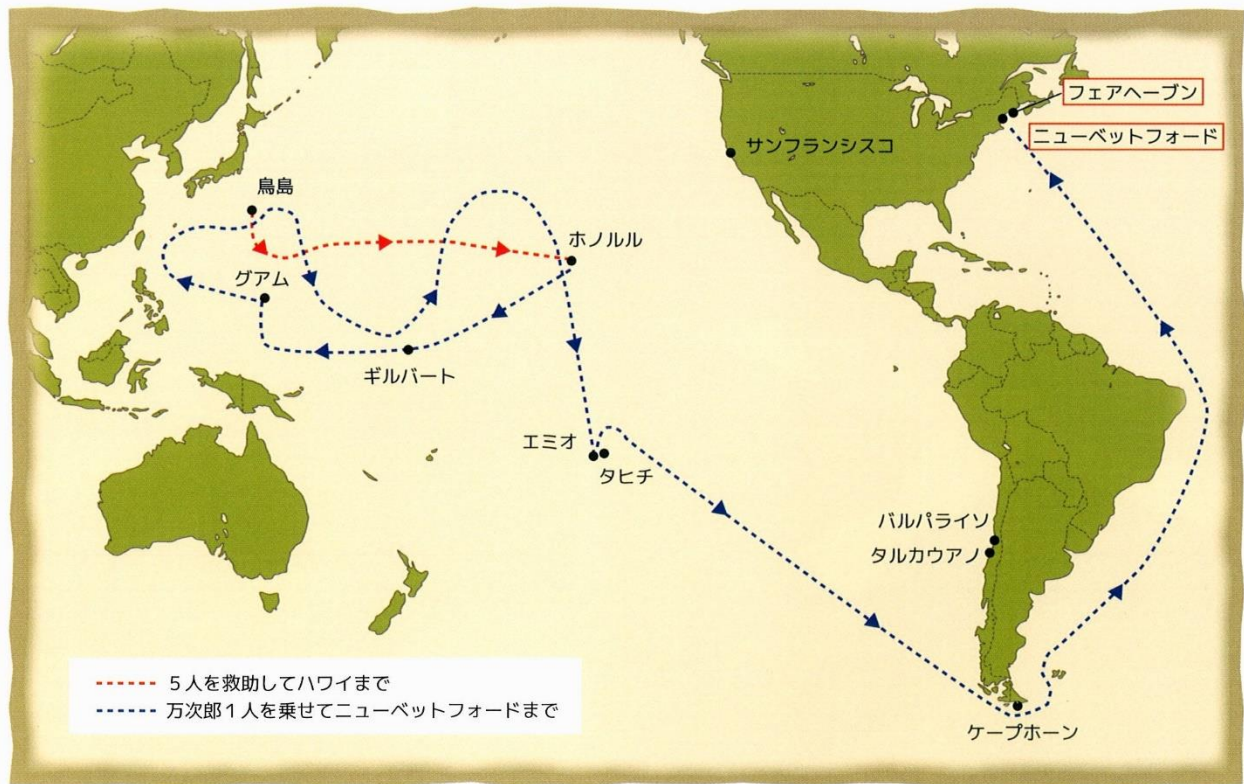 フェアヘーブン
ニューベットフォード
サンフランシスコ
鳥島
ホノルル
グアム
ギルバート
エミオ
タヒチ
バルパライソ
タルカウアノ
ケープホーン
5人を救助してハワイまで
万次郎1人を乗せてニューベットフォードまで